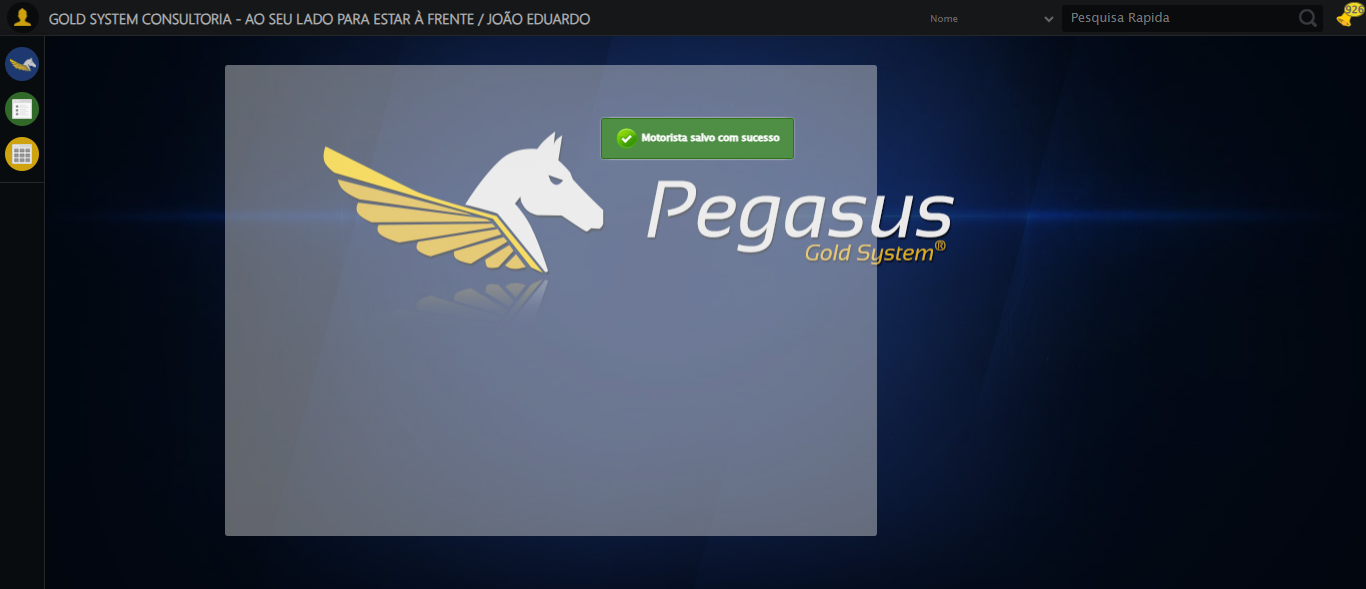 GOLD SYSTEM CONSULTORIA - AO SEU LADO PARA ESTAR À FRENTE / JOÃO EDUARDO
Nome
Pesquisa Rapida
926
Motorista salvo com sucesso
Pegasus
Gold System®